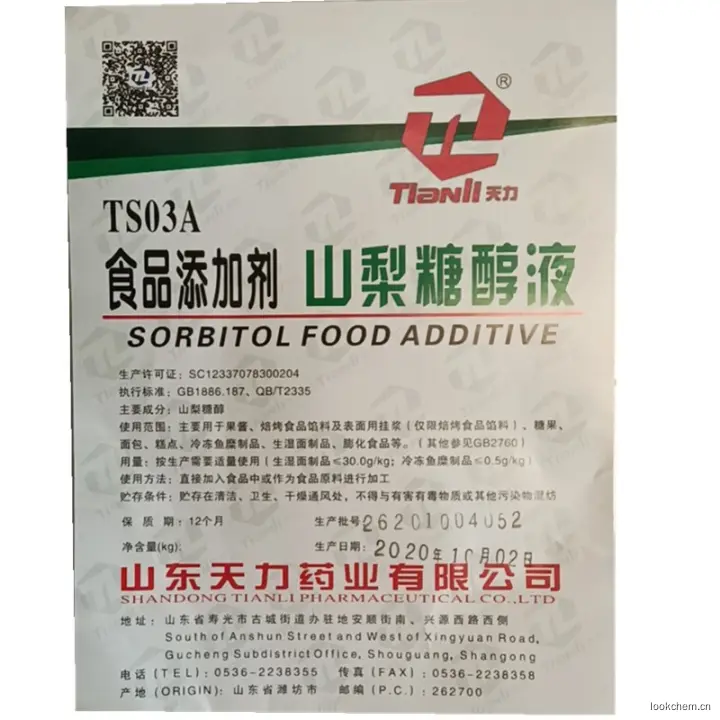 Tianli天力®
TS03A
食品添加剂 山梨糖醇液
SORBITOL FOOD ADDITIVE
生产许可证：SC12337078300204
执行标准：GB1886.187、QB/T2335
主要成分：山梨糖醇
使用范围：主要用于果酱、焙烤食品馅料及表面用挂浆（仅限焙烤食品馅料）、糖果、
面包、糕点、冷冻鱼糜制品、生湿面制品、膨化食品等。（其他参见GB2760）
用量：按生产需要适量使用（生湿面制品≤30.0g/kg；冷冻鱼糜制品≤0.5g/kg）
使用方法：直接加入食品中或作为食品原料进行加工
贮存条件：贮存在清洁、卫生、干燥通风处，不得与有害有毒物质或其他污染物混纺
保 质 期：12个月 生产批号 26201004052
净含量(kg): 生产日期：2020年10月02日
山东天力药业有限公司
SHANDONG TIANLI PHARMACEUTICAL CO.,LTD
地址：山东省寿光市古城街道办驻地安顺街南、兴源西路西侧
South of Anshun Street and West of Xingyuan Road,
Gucheng Subdistrict Office, Shouguang, Shangong
电话(TEL)：0536-2238355 传真(FAX)：0536-2238358
产地(ORIGIN)：山东省潍坊市 邮编(P.C.)：262700
lookchem.cn